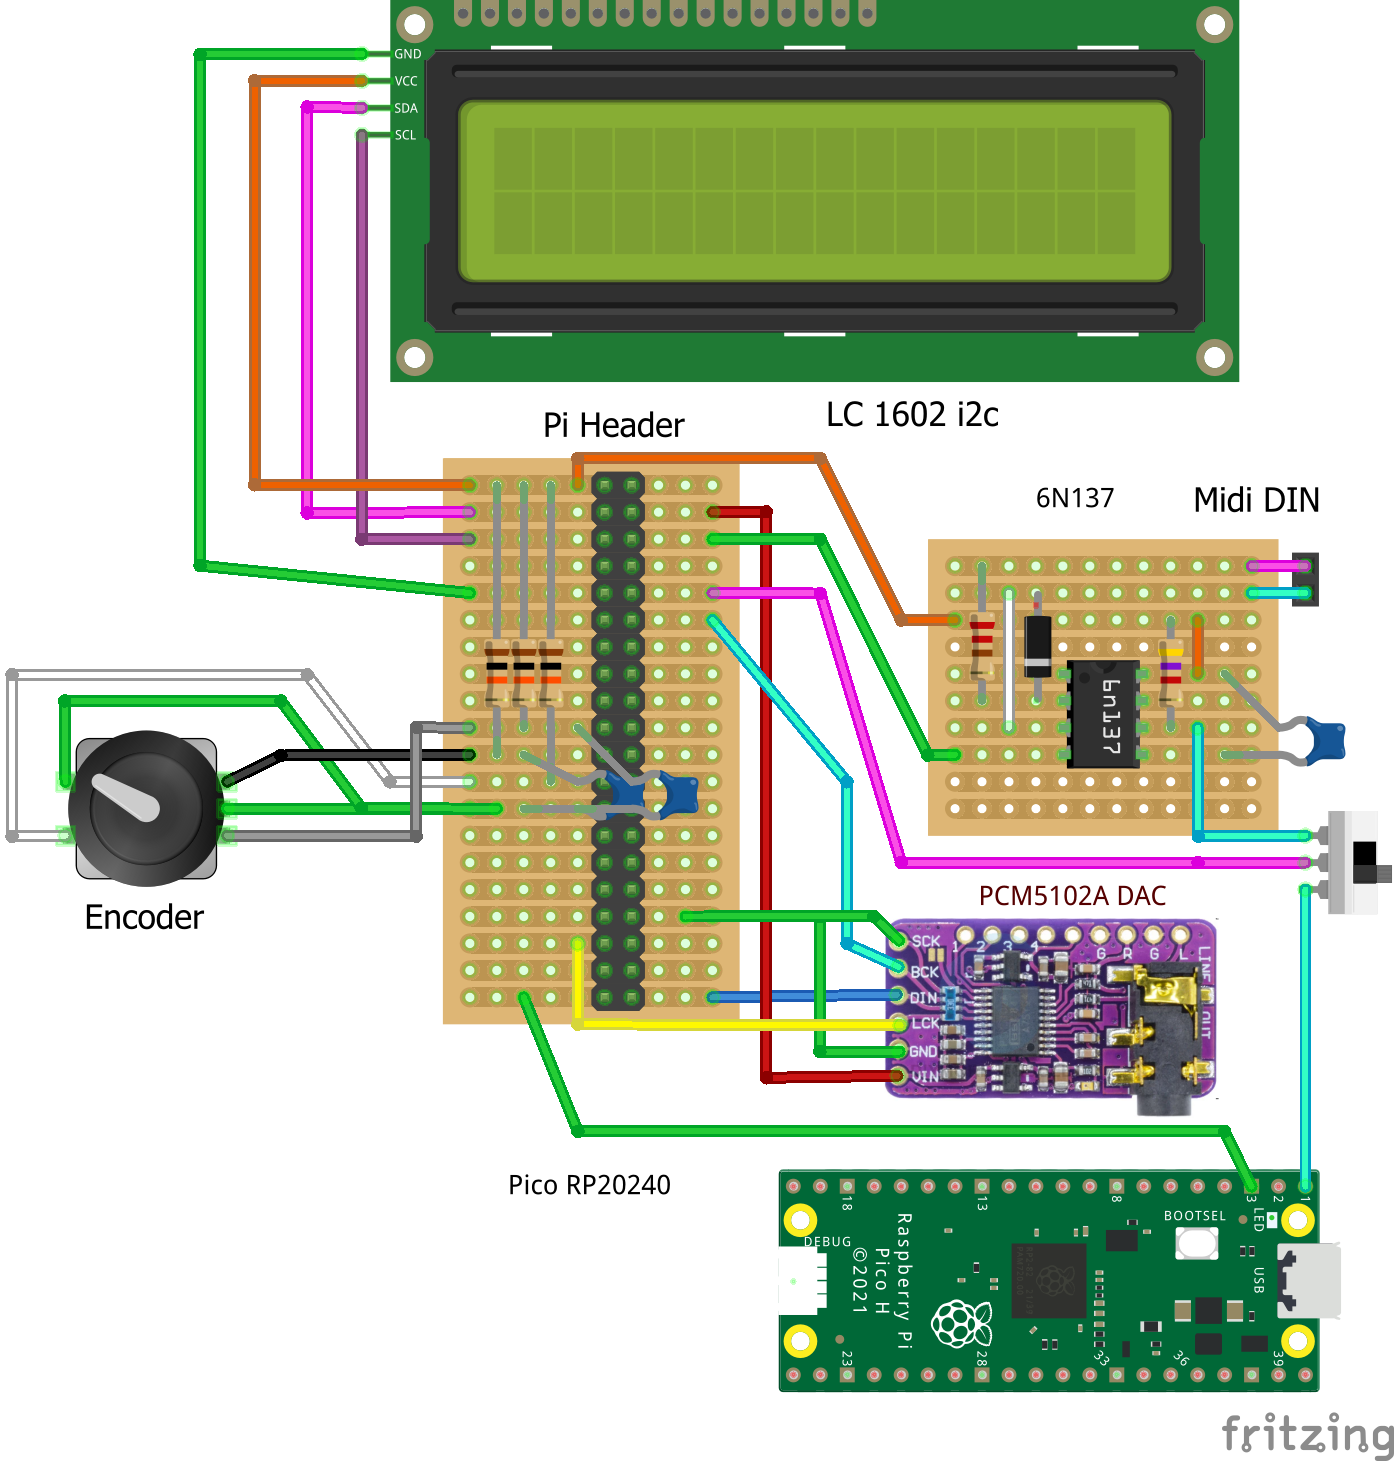 GND
VCC
SDA
SCL
LC 1602 i2c
Pi Header
6N137
Midi DIN
6n137
Encoder
PCM5102A DAC
SCK
BCK
DIN
LCK
GND
VIN
1 2 3 4
G R G L
LINE OUT
Pico RP20240
18
13
8
3
2
1
LED
BOOTSEL
DEBUG
USB
Raspberry Pi
Pico H
©2021
23
28
33
36
39
fritzing